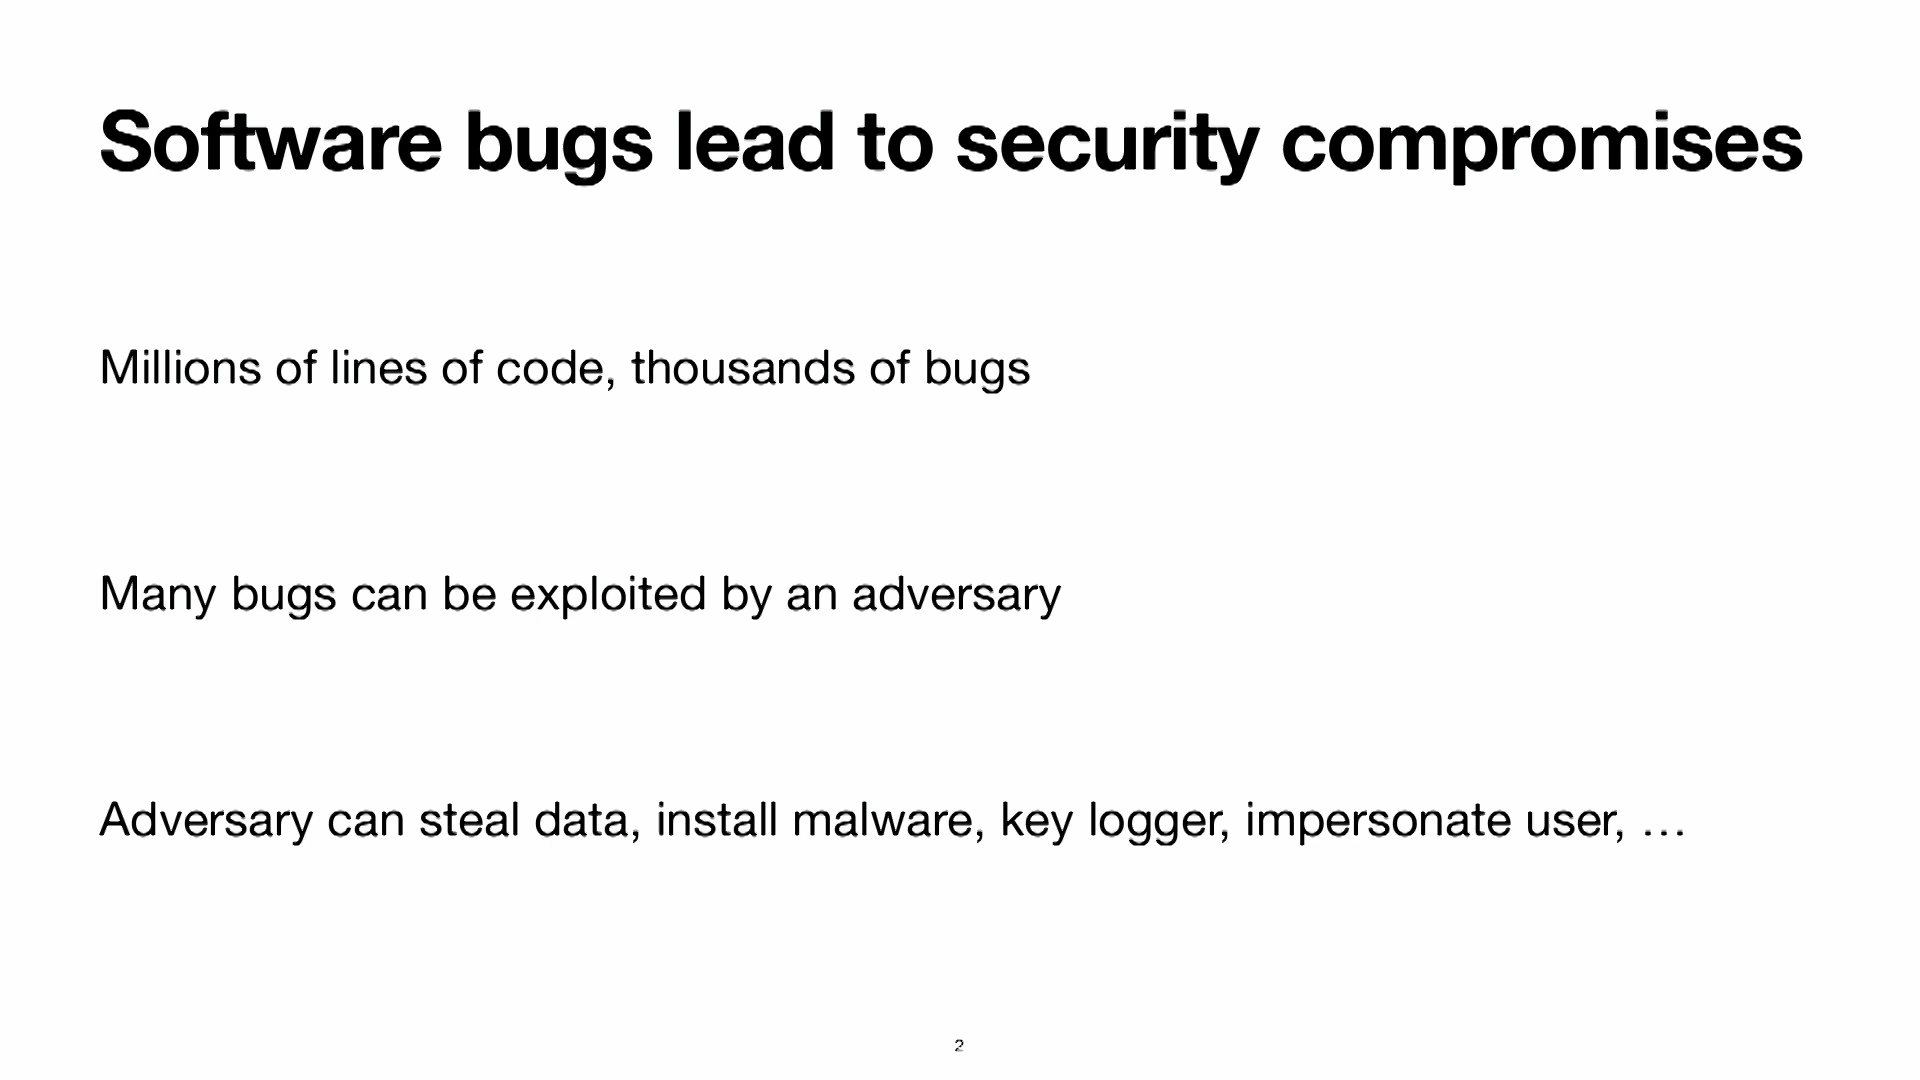 Software bugs lead to security compromises
Millions of lines of code, thousands of bugs
Many bugs can be exploited by an adversary
Adversary can steal data, install malware, key logger, impersonate user, …
2